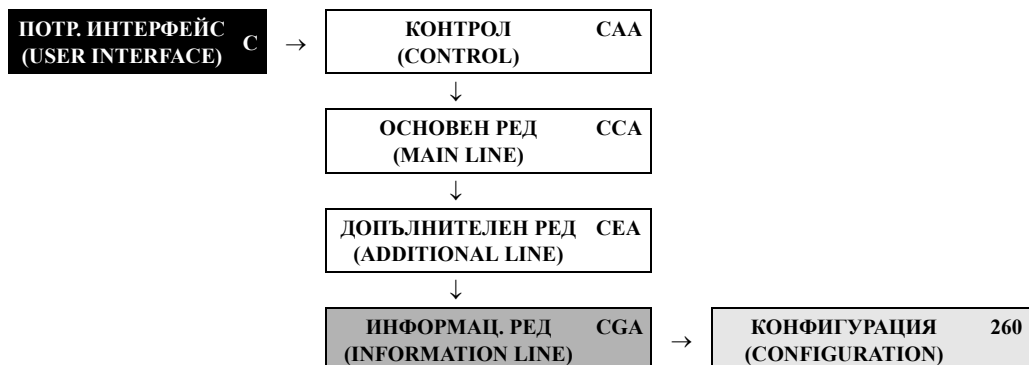 ПОТР. ИНТЕРФЕЙС C
(USER INTERFACE)
→
КОНТРОЛ CAA
(CONTROL)
↓
ОСНОВЕН РЕД CCA
(MAIN LINE)
↓
ДОПЪЛНИТЕЛЕН РЕД CEA
(ADDITIONAL LINE)
↓
ИНФОРМАЦ. РЕД CGA
(INFORMATION LINE)
→
КОНФИГУРАЦИЯ 260
(CONFIGURATION)